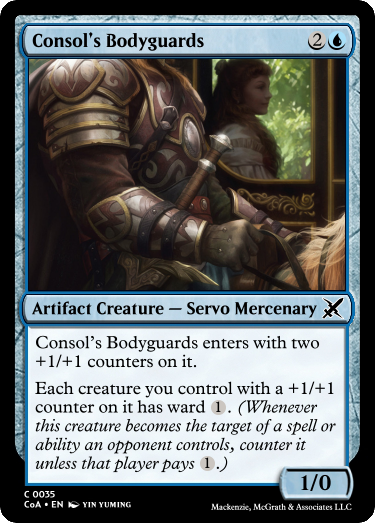 Consol's Bodyguards 2
Artifact Creature — Servo Mercenary
Consol's Bodyguards enters with two
+1/+1 counters on it.
Each creature you control with a +1/+1
counter on it has ward 1. (Whenever
this creature becomes the target of a spell or
ability an opponent controls, counter it
unless that player pays 1.)
1/0
C 0035
CoA • EN YIN YUMING
Mackenzie, McGrath & Associates LLC